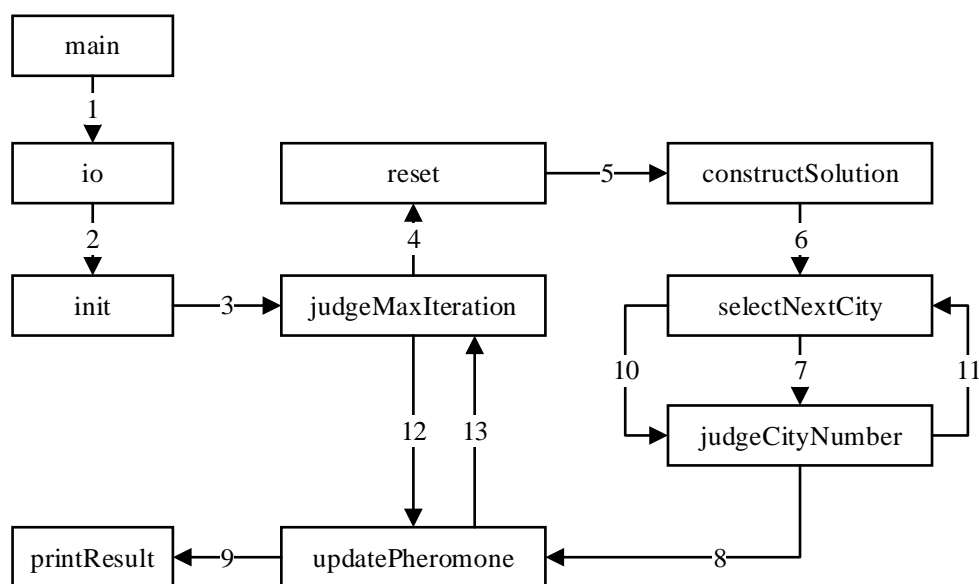 main
1
io
reset
5
constructSolution
2
4
6
init
3
judgeMaxIteration
selectNextCity
10
7
11
12
13
judgeCityNumber
printResult
9
updatePheromone
8